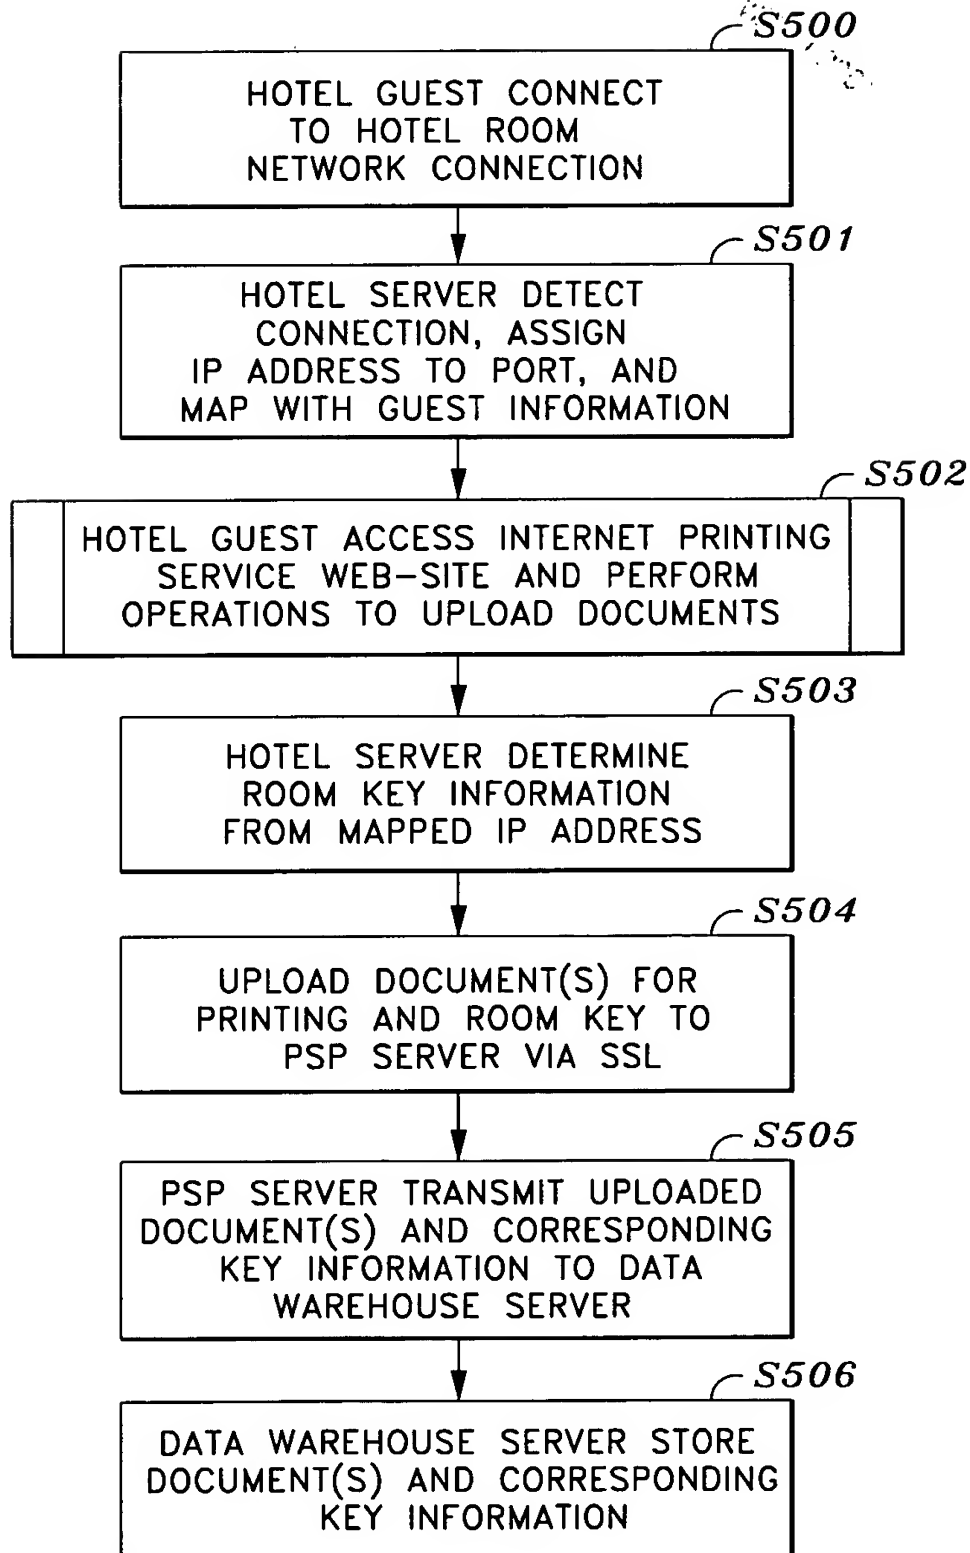 S500
HOTEL GUEST CONNECT
TO HOTEL ROOM
NETWORK CONNECTION
S501
HOTEL SERVER DETECT
CONNECTION, ASSIGN
IP ADDRESS TO PORT, AND
MAP WITH GUEST INFORMATION
S502
HOTEL GUEST ACCESS INTERNET PRINTING
SERVICE WEB-SITE AND PERFORM
OPERATIONS TO UPLOAD DOCUMENTS
S503
HOTEL SERVER DETERMINE
ROOM KEY INFORMATION
FROM MAPPED IP ADDRESS
S504
UPLOAD DOCUMENT(S) FOR
PRINTING AND ROOM KEY TO
PSP SERVER VIA SSL
S505
PSP SERVER TRANSMIT UPLOADED
DOCUMENT(S) AND CORRESPONDING
KEY INFORMATION TO DATA
WAREHOUSE SERVER
S506
DATA WAREHOUSE SERVER STORE
DOCUMENT(S) AND CORRESPONDING
KEY INFORMATION